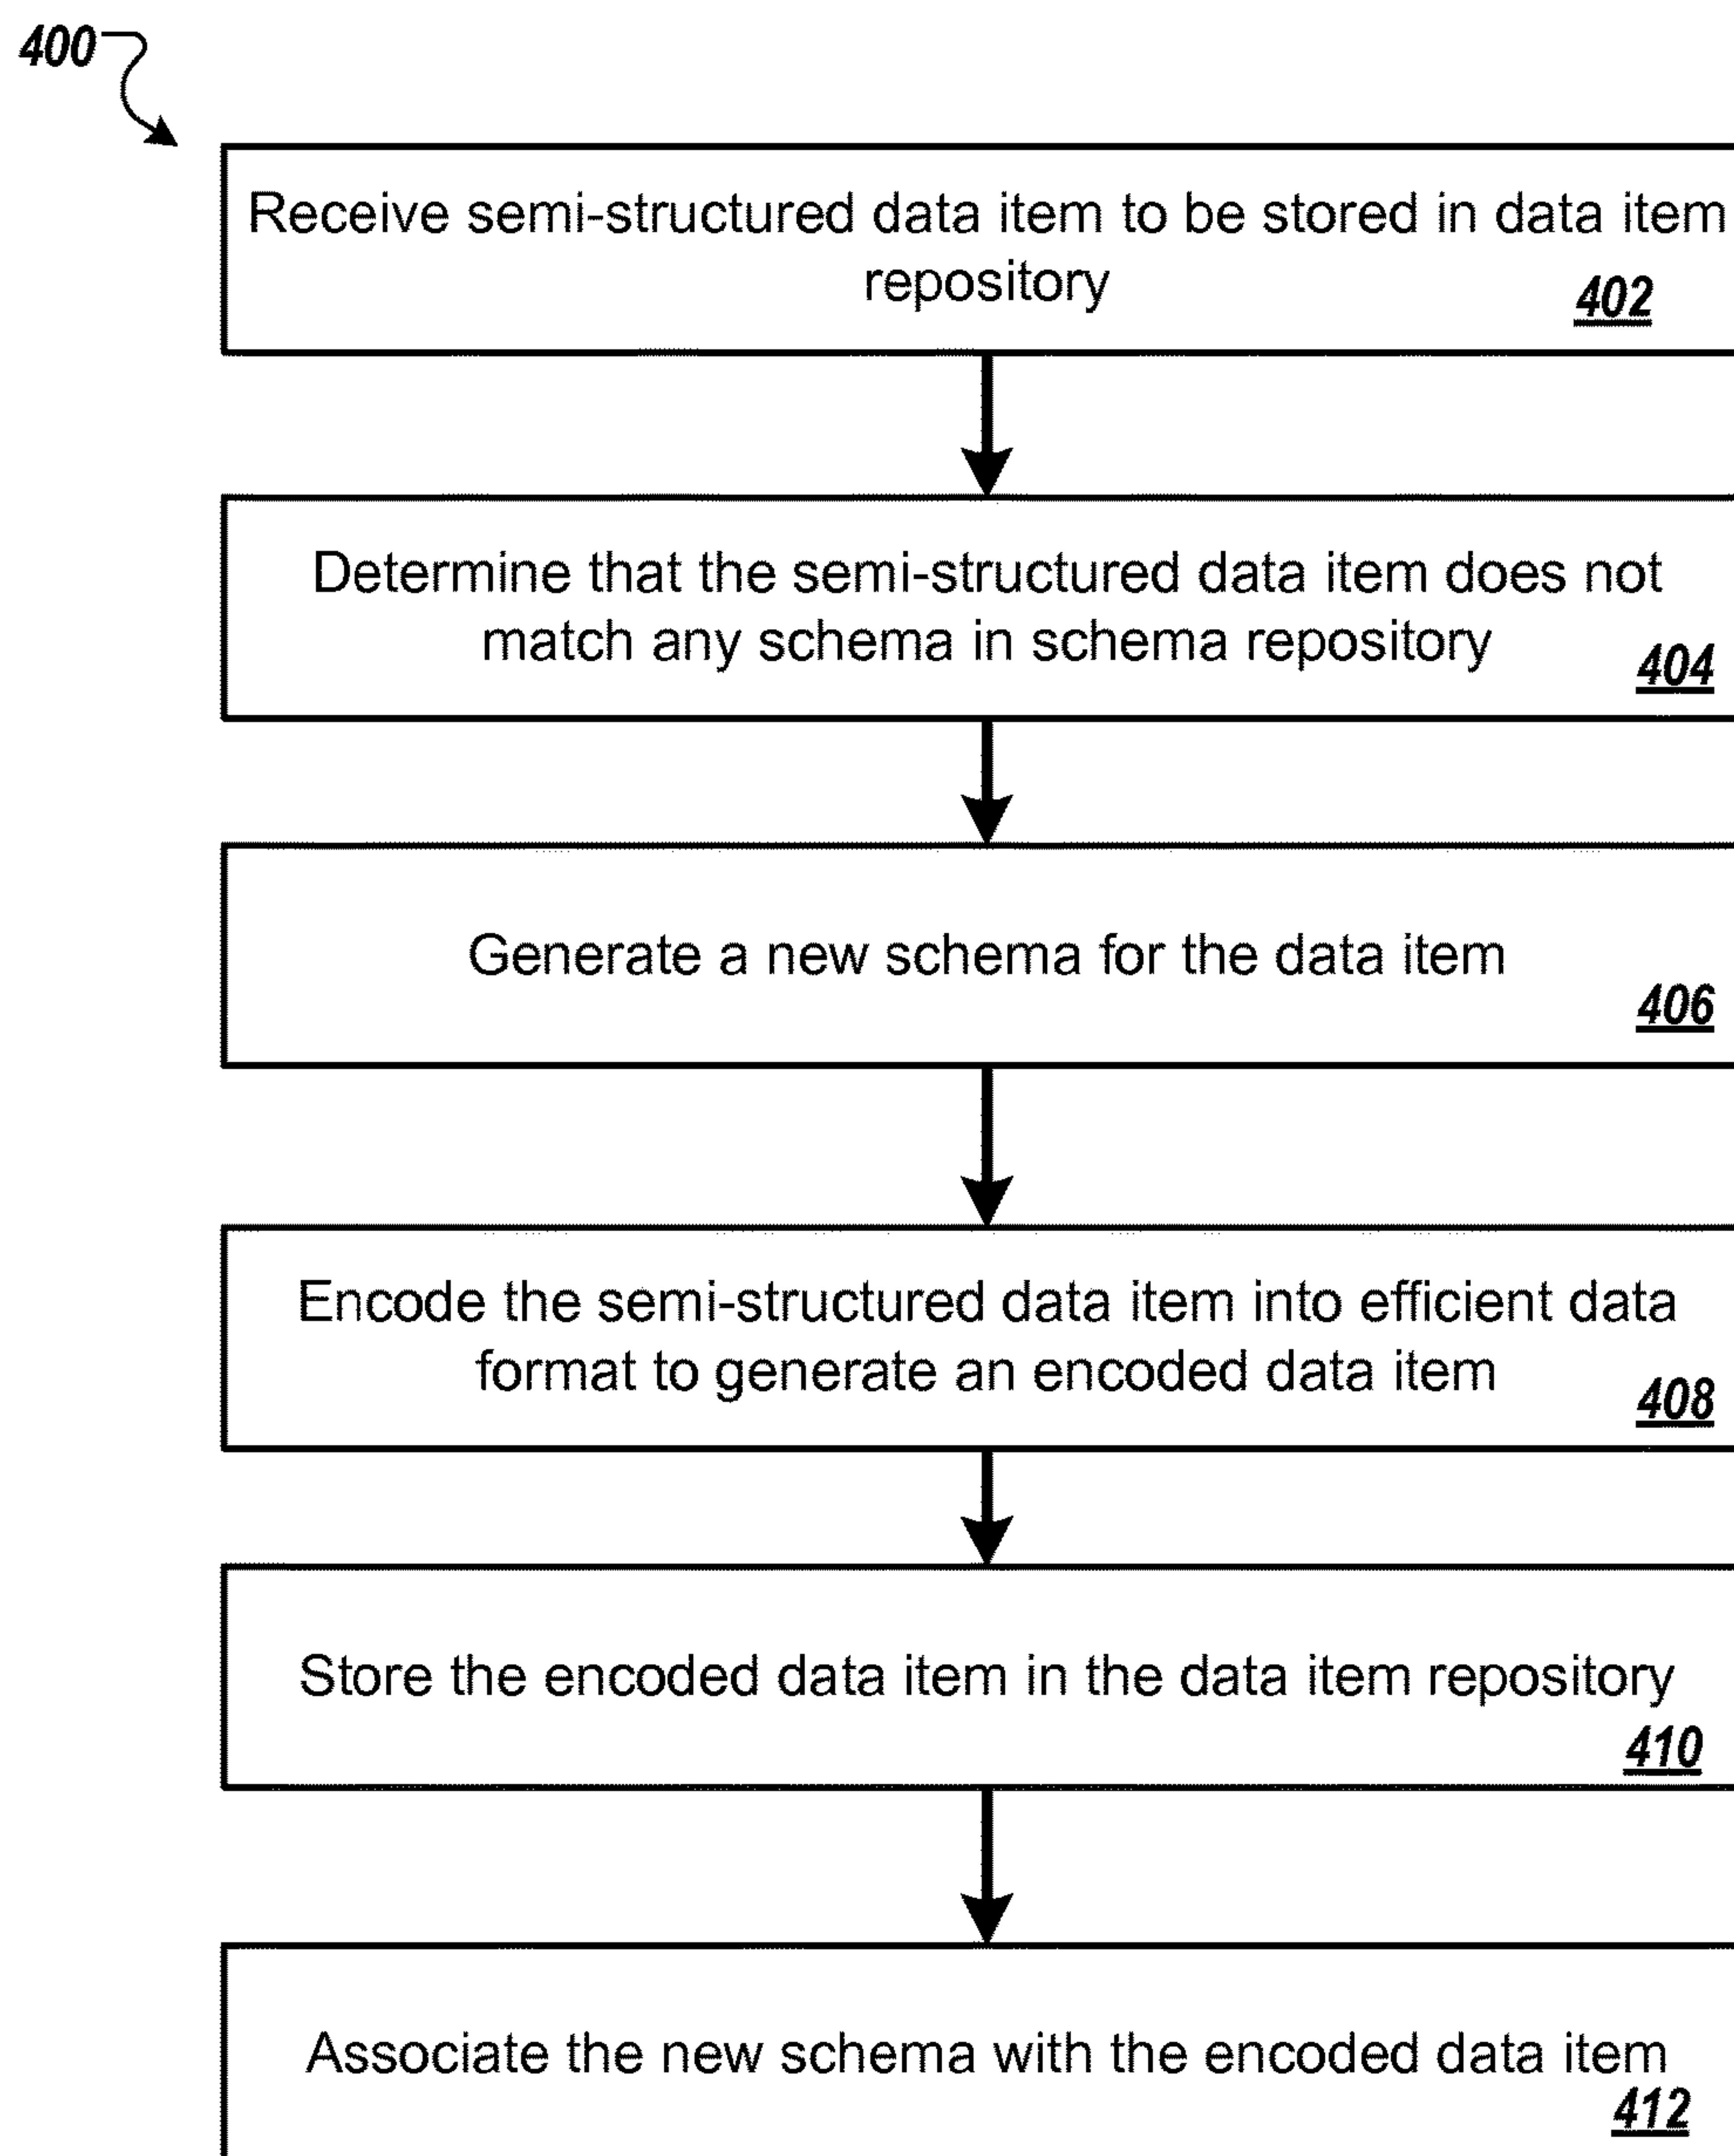 400
Receive semi-structured data item to be stored in data item
repository
402
Determine that the semi-structured data item does not
match any schema in schema repository
404
Generate a new schema for the data item
406
Encode the semi-structured data item into efficient data
format to generate an encoded data item
408
Store the encoded data item in the data item repository
410
Associate the new schema with the encoded data item
412